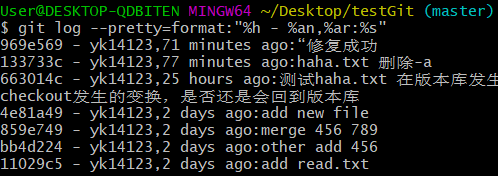 User@DESKTOP-QDBITEN MINGW64 ~/Desktop/testGit (master)
$ git log --pretty=format:"%h - %an,%ar:%s"
969e569 - yk14123,71 minutes ago:“修复成功
133733c - yk14123,77 minutes ago:haha.txt 删除-a
663014c - yk14123,25 hours ago:测试haha.txt 在版本库发生
checkout发生的变换，是否还是会回到版本库
4e81a49 - yk14123,2 days ago:add new file
859e749 - yk14123,2 days ago:merge 456 789
bb4d224 - yk14123,2 days ago:other add 456
11029c5 - yk14123,2 days ago:add read.txt